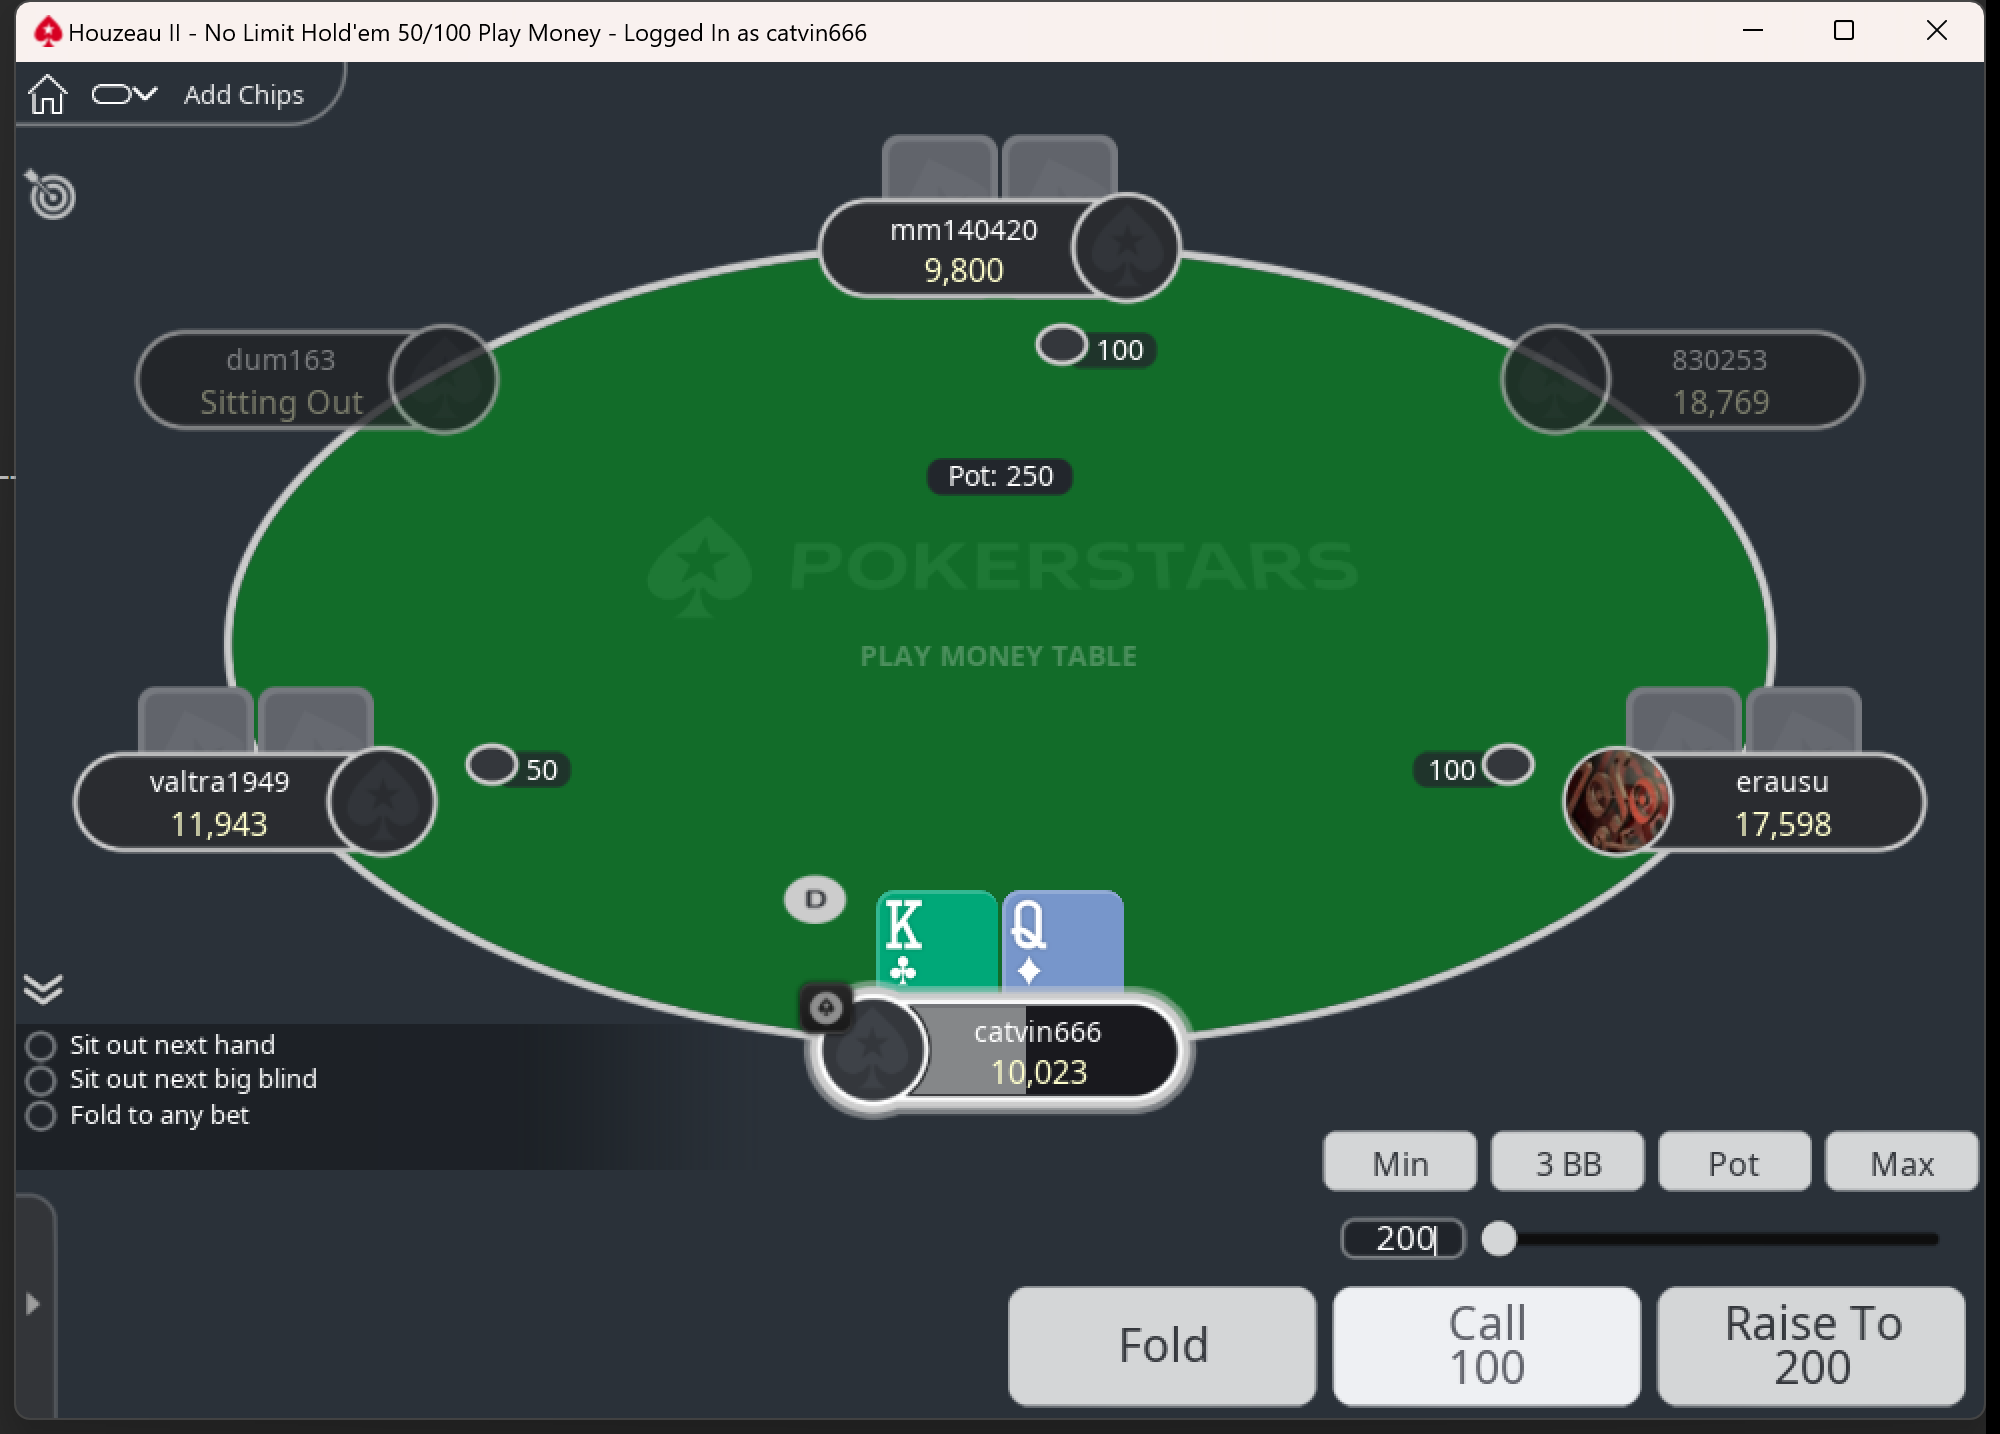 Houzeau II - No Limit Hold'em 50/100 Play Money - Logged In as catvin666
Add Chips
mm140420
9,800
100
dum163
Sitting Out
830253
18,769
Pot: 250
POKERSTARS
PLAY MONEY TABLE
valtra1949
11,943
50
100
erausu
17,598
D
K
Q
catvin666
10,023
Sit out next hand
Sit out next big blind
Fold to any bet
Min
3 BB
Pot
Max
200
Fold
Call
100
Raise To
200